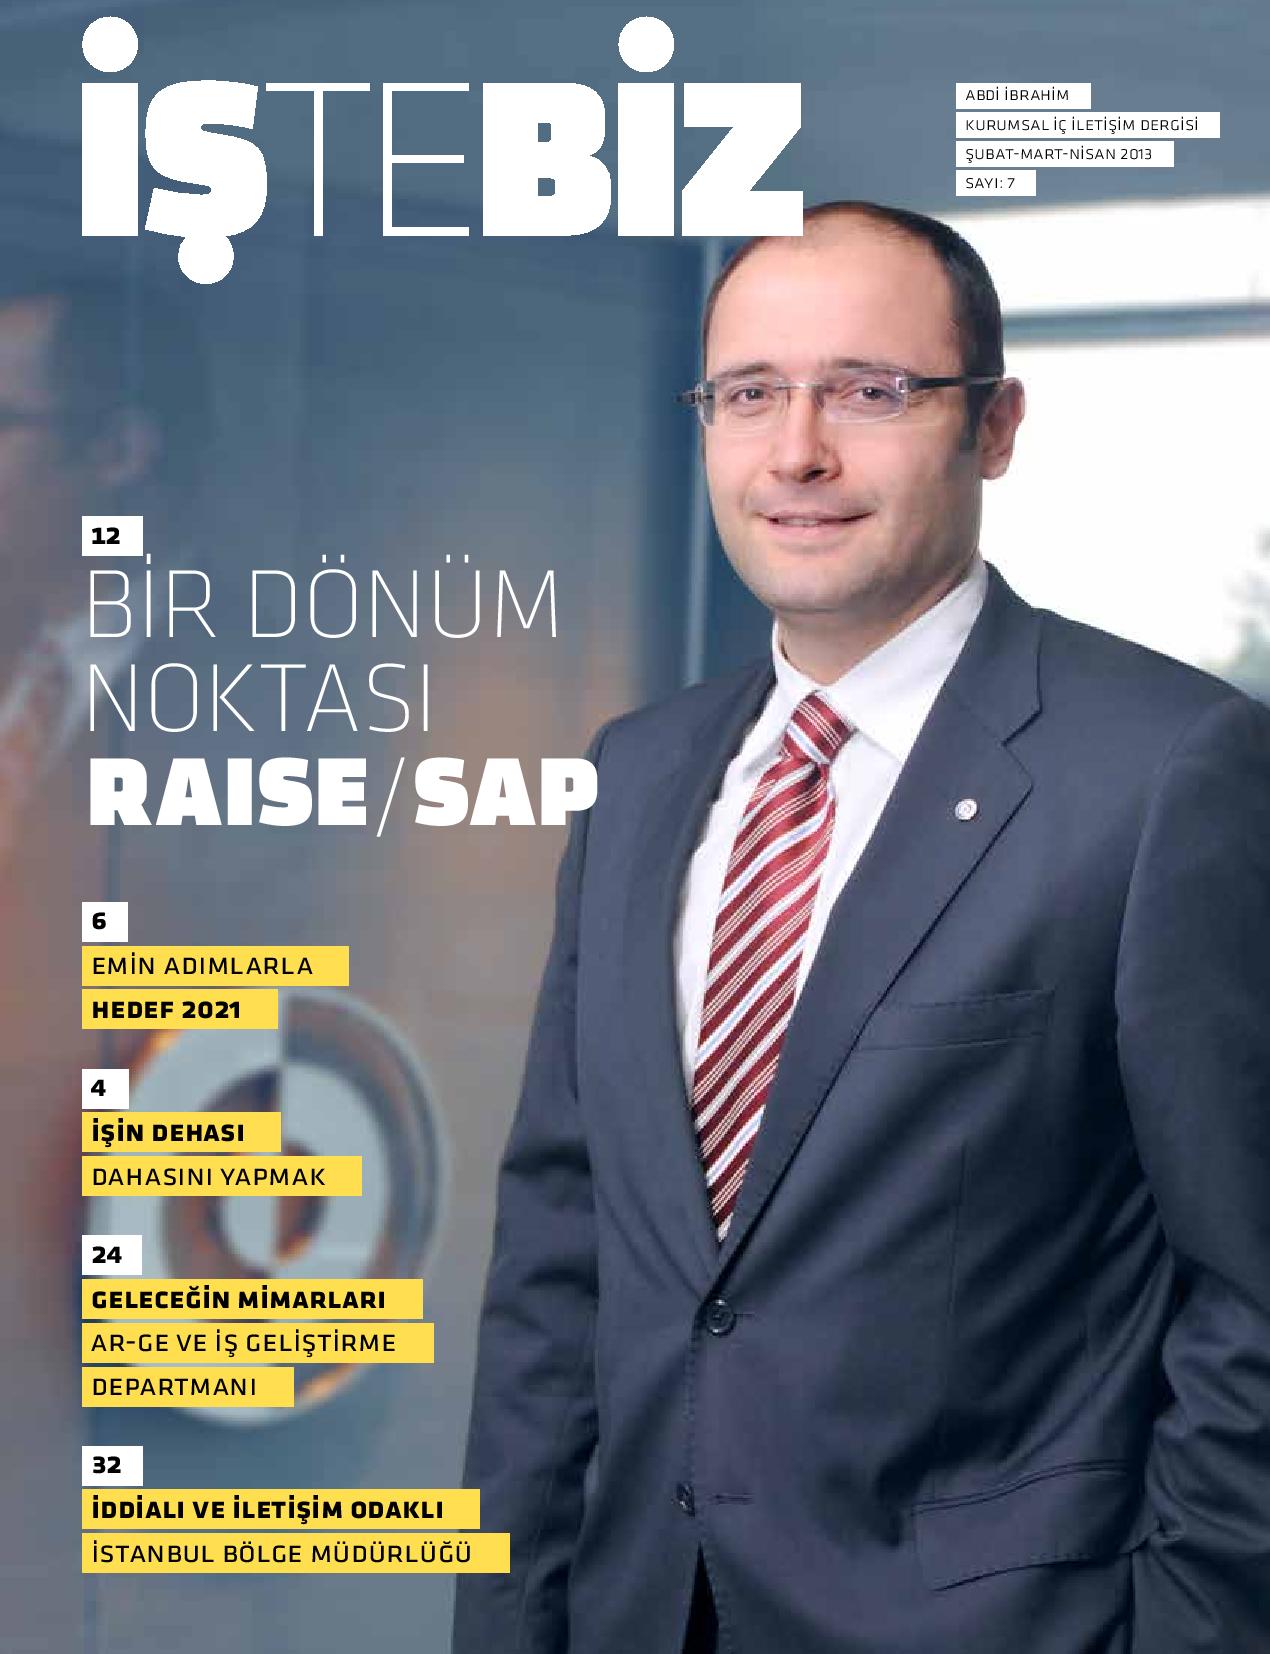 İŞTEBİZ
ABDİ İBRAHİM
KURUMSAL İÇ İLETİŞİM DERGİSİ
ŞUBAT-MART-NİSAN 2013
SAYI: 7
12
BİR DÖNÜM
NOKTASI
RAISE/SAP
6
EMİN ADIMLARLA
HEDEF 2021
4
İŞİN DEHASI
DAHASINI YAPMAK
24
GELECEĞİN MİMARLARI
AR-GE VE İŞ GELİŞTİRME
DEPARTMANI
32
İDDİALI VE İLETİŞİM ODAKLI
İSTANBUL BÖLGE MÜDÜRLÜĞÜ